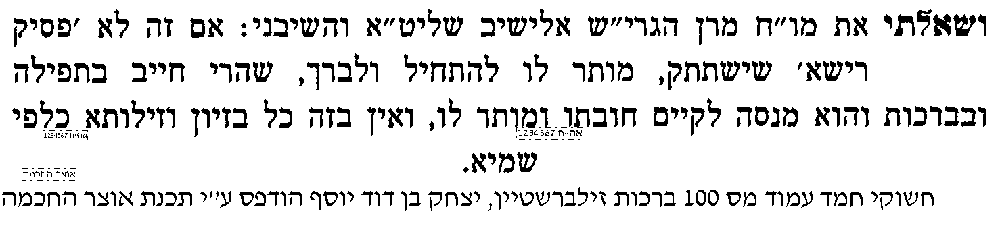 ושאלתי את מו״ח מרן הגרי״ש אלישיב שליט״א והשיבני: אם זה לא ׳פסיק
רישא׳ שישתתק, מותר לו להתחיל ולברך, שהרי חייב בתפילה
ובברכות והוא מנסה לקיים חובתו ומותר לו, ואין בזה כל בזיון וזילותא כלפי
אה״ח 1234567
אה״ח 1234567
שמיא.
אוצר החכמה
חשוקי חמד עמוד מס 100 ברכות זילברשטיין, יצחק בן דוד יוסף הודפס ע״י תכנת אוצר החכמה